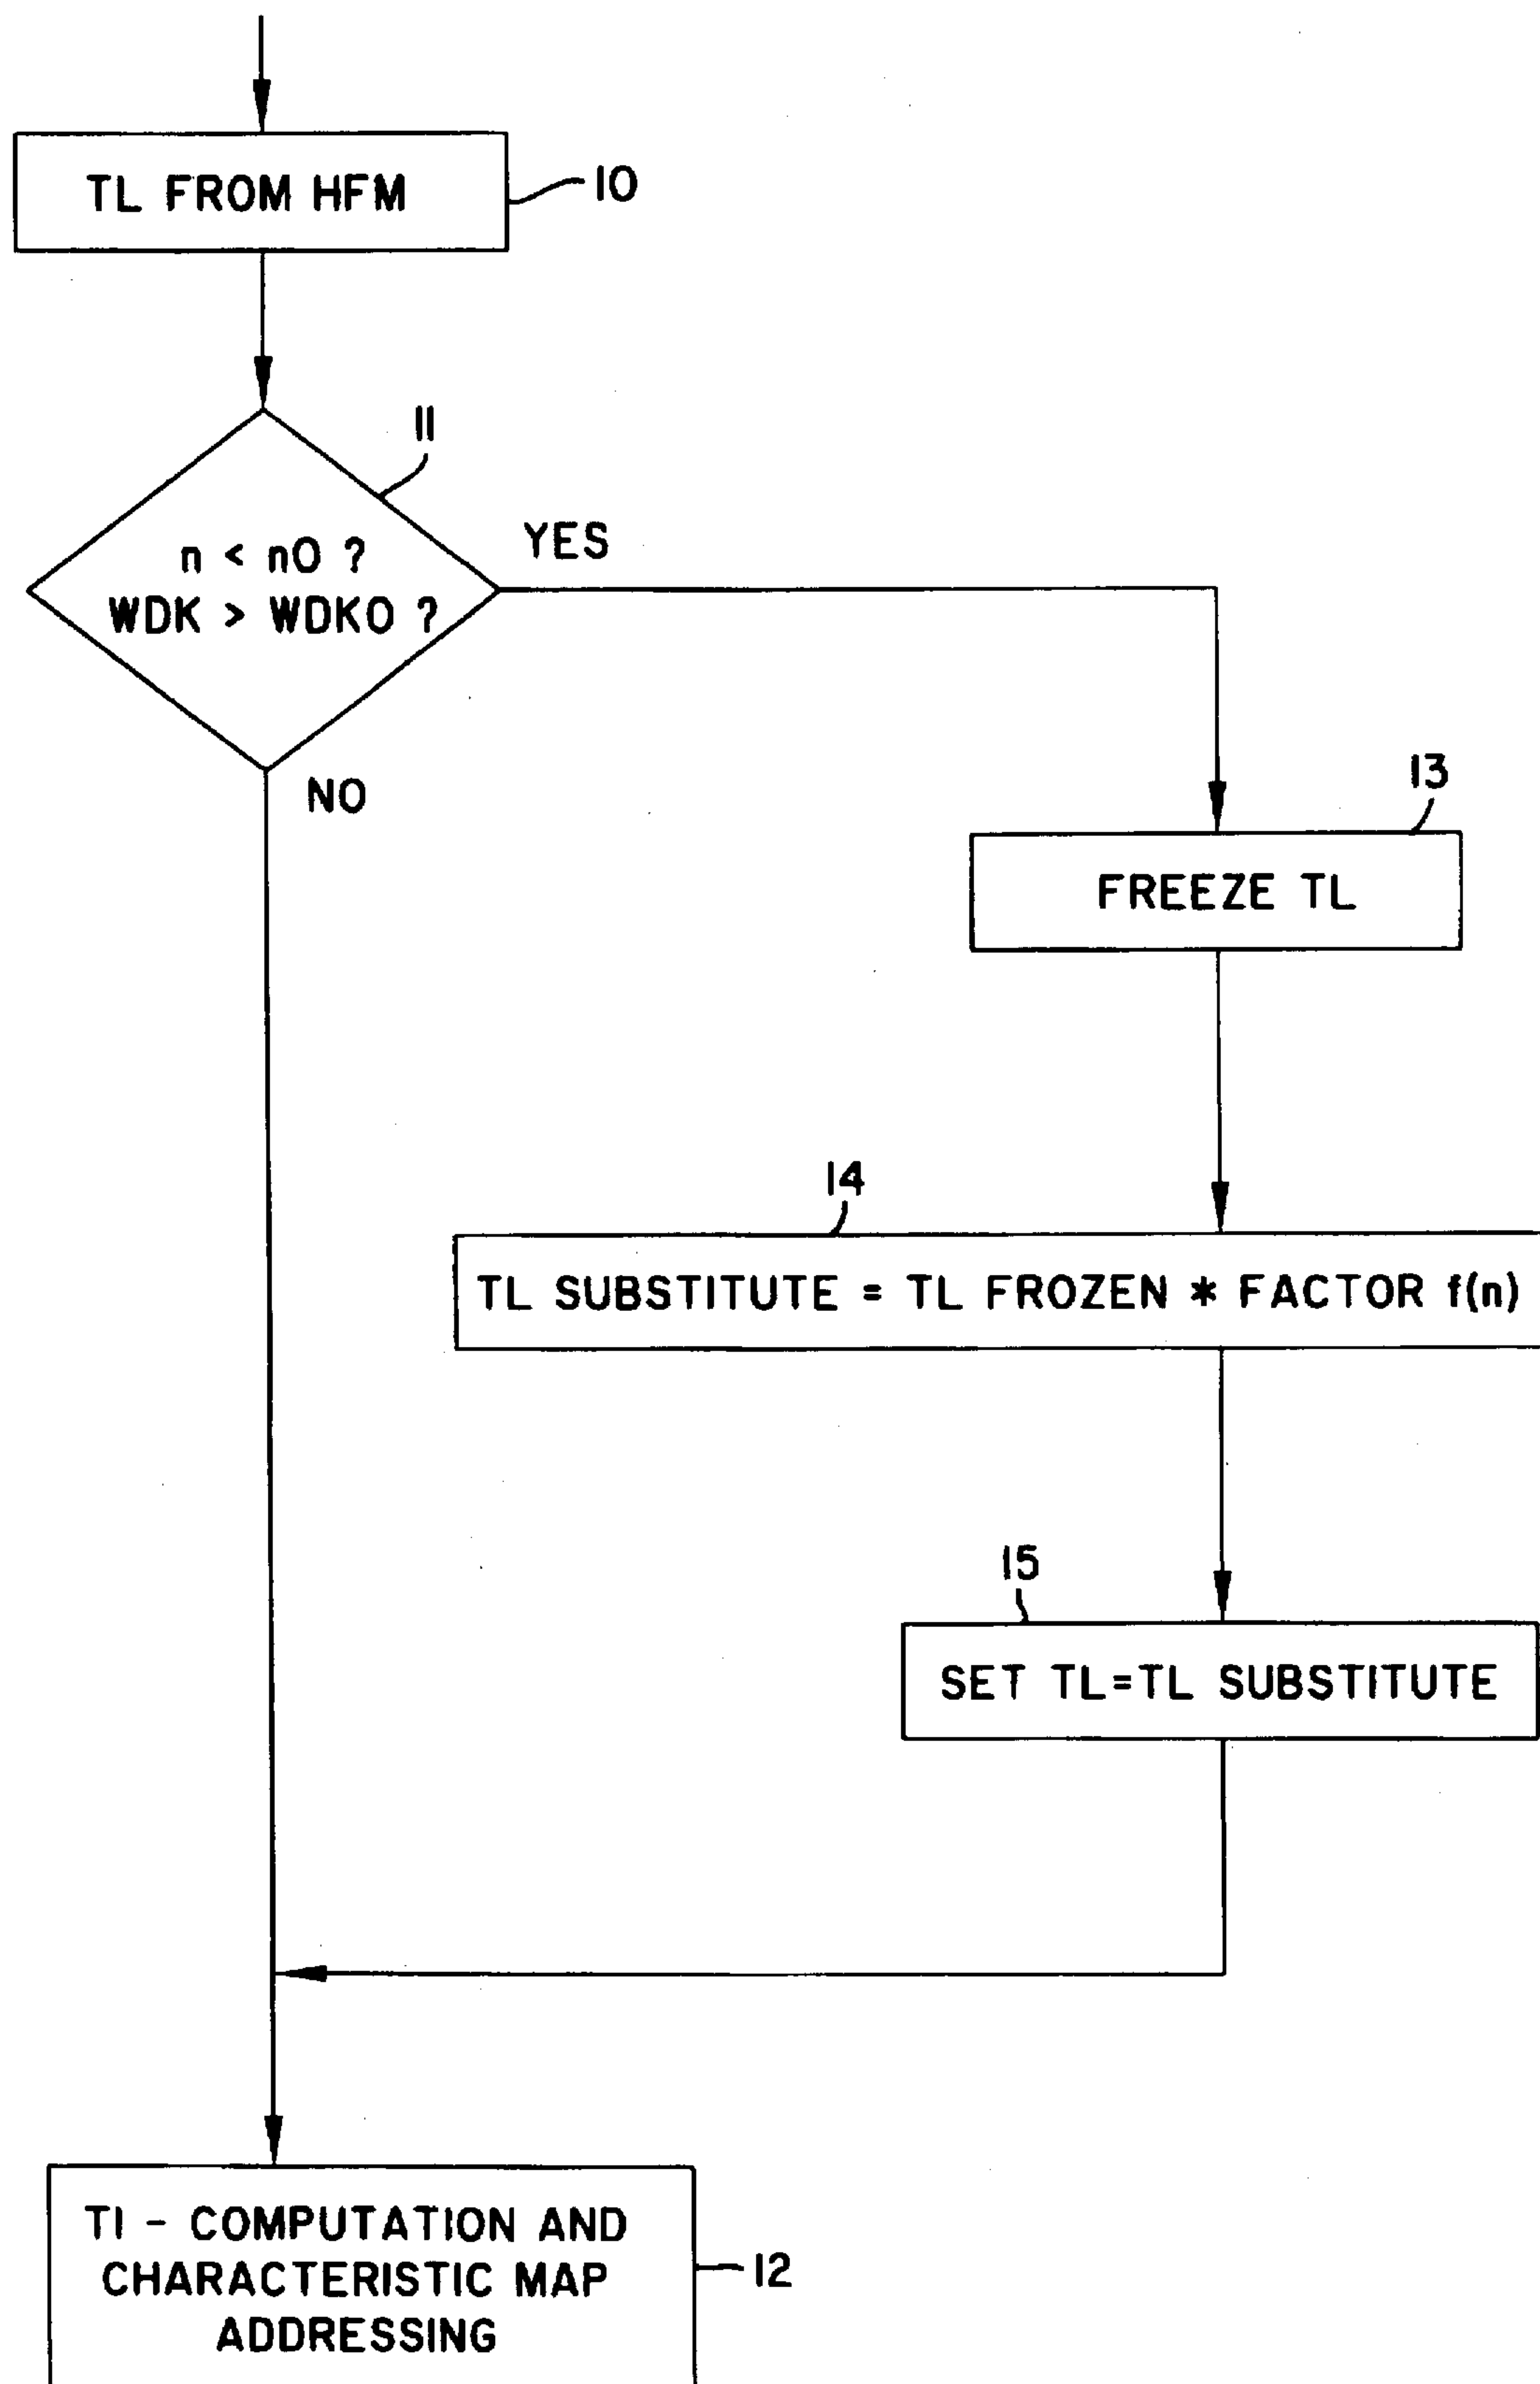 TL FROM HFM
10
11
n < n0 ?
WDK > WDK0 ?
YES
NO
13
FREEZE TL
14
TL SUBSTITUTE = TL FROZEN * FACTOR f(n)
15
SET TL=TL SUBSTITUTE
TI - COMPUTATION AND
CHARACTERISTIC MAP
ADDRESSING
12